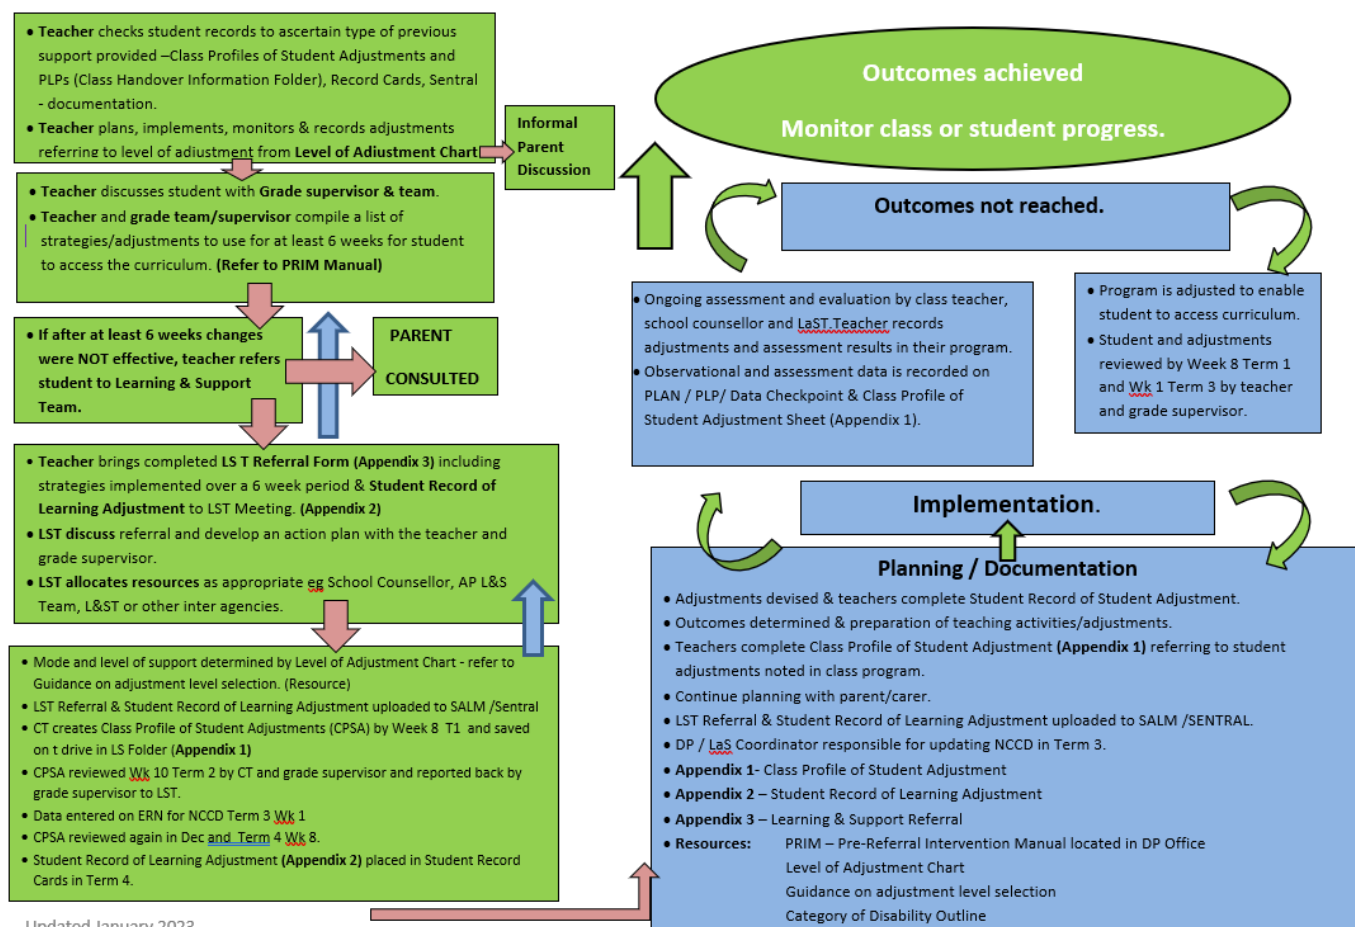 • Teacher checks student records to ascertain type of previous
support provided –Class Profiles of Student Adjustments and
PLPs (Class Handover Information Folder), Record Cards, Sentral
- documentation.
• Teacher plans, implements, monitors & records adjustments
referring to level of adjustment from Level of Adjustment Chart
Informal
Parent
Discussion
• Teacher discusses student with Grade supervisor & team.
• Teacher and grade team/supervisor compile a list of
strategies/adjustments to use for at least 6 weeks for student
to access the curriculum. (Refer to PRIM Manual)
• If after at least 6 weeks changes
were NOT effective, teacher refers
student to Learning & Support
Team.
PARENT
CONSULTED
• Teacher brings completed LS T Referral Form (Appendix 3) including
strategies implemented over a 6 week period & Student Record of
Learning Adjustment to LST Meeting. (Appendix 2)
• LST discuss referral and develop an action plan with the teacher and
grade supervisor.
• LST allocates resources as appropriate eg School Counsellor, AP L&S
Team, L&ST or other inter agencies.
• Mode and level of support determined by Level of Adjustment Chart - refer to
Guidance on adjustment level selection. (Resource)
• LST Referral & Student Record of Learning Adjustment uploaded to SALM /Sentral
• CT creates Class Profile of Student Adjustments (CPSA) by Week 8 T1 and saved
on t drive in LS Folder (Appendix 1)
• CPSA reviewed Wk 10 Term 2 by CT and grade supervisor and reported back by
grade supervisor to LST.
• Data entered on ERN for NCCD Term 3 Wk 1
• CPSA reviewed again in Dec and Term 4 Wk 8.
• Student Record of Learning Adjustment (Appendix 2) placed in Student Record
Cards in Term 4.
Updated January 2023
Outcomes achieved
Monitor class or student progress.
Outcomes not reached.
• Ongoing assessment and evaluation by class teacher,
school counsellor and LaST.Teacher records
adjustments and assessment results in their program.
• Observational and assessment data is recorded on
PLAN / PLP/ Data Checkpoint & Class Profile of
Student Adjustment Sheet (Appendix 1).
• Program is adjusted to enable
student to access curriculum.
• Student and adjustments
reviewed by Week 8 Term 1
and Wk 1 Term 3 by teacher
and grade supervisor.
Implementation.
Planning / Documentation
• Adjustments devised & teachers complete Student Record of Student Adjustment.
• Outcomes determined & preparation of teaching activities/adjustments.
• Teachers complete Class Profile of Student Adjustment (Appendix 1) referring to student
adjustments noted in class program.
• Continue planning with parent/carer.
• LST Referral & Student Record of Learning Adjustment uploaded to SALM /SENTRAL.
• DP / LaS Coordinator responsible for updating NCCD in Term 3.
• Appendix 1- Class Profile of Student Adjustment
• Appendix 2 – Student Record of Learning Adjustment
• Appendix 3 – Learning & Support Referral
• Resources: PRIM – Pre-Referral Intervention Manual located in DP Office
Level of Adjustment Chart
Guidance on adjustment level selection
Category of Disability Outline